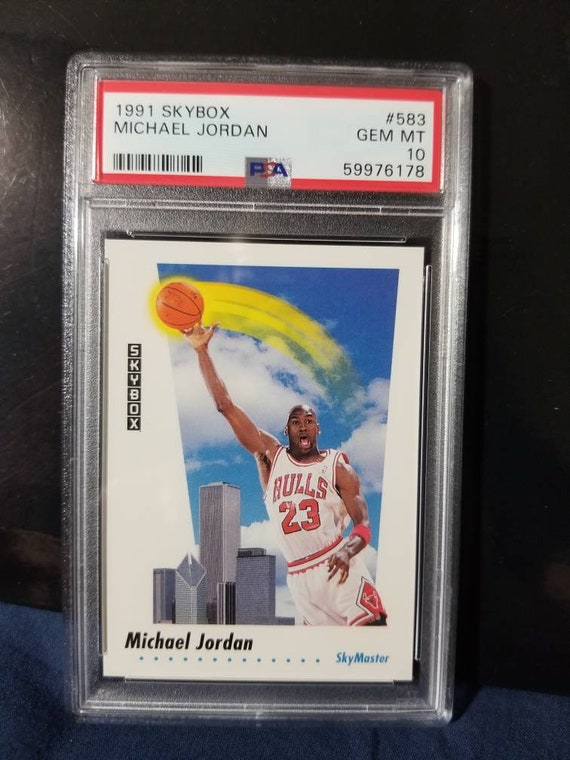 1991 SKYBOX #583
MICHAEL JORDAN GEM MT
10
PSA 59976178
SKYBOX
BULLS
23
Michael Jordan
SkyMaster